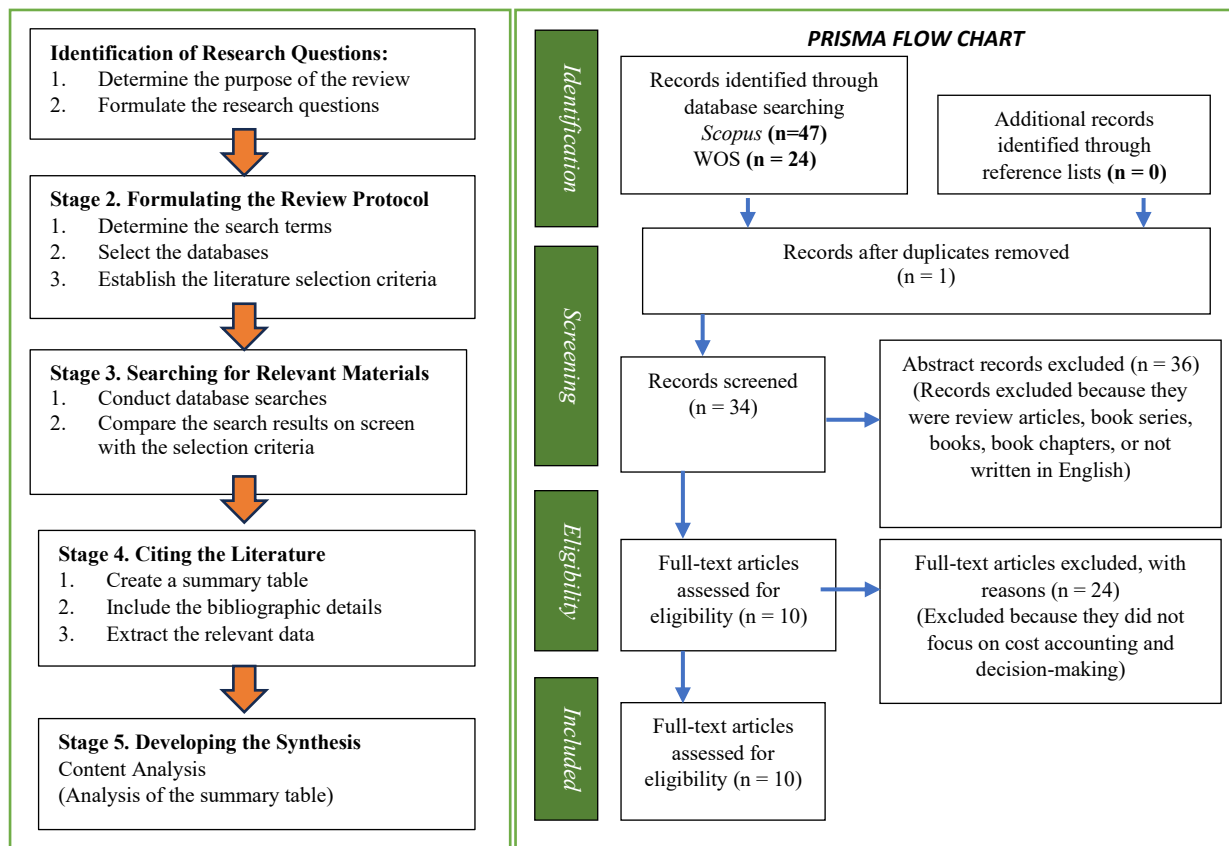 Identification of Research Questions:
1. Determine the purpose of the review
2. Formulate the research questions
Stage 2. Formulating the Review Protocol
1. Determine the search terms
2. Select the databases
3. Establish the literature selection criteria
Stage 3. Searching for Relevant Materials
1. Conduct database searches
2. Compare the search results on screen
with the selection criteria
Stage 4. Citing the Literature
1. Create a summary table
2. Include the bibliographic details
3. Extract the relevant data
Stage 5. Developing the Synthesis
Content Analysis
(Analysis of the summary table)
PRISMA FLOW CHART
Identification
Records identified through
database searching
Scopus (n=47)
WOS (n = 24)
Additional records
identified through
reference lists (n = 0)
Screening
Records after duplicates removed
(n = 1)
Records screened
(n = 34)
Abstract records excluded (n = 36)
(Records excluded because they
were review articles, book series,
books, book chapters, or not
written in English)
Eligibility
Full-text articles
assessed for
eligibility (n = 10)
Full-text articles excluded, with
reasons (n = 24)
(Excluded because they did not
focus on cost accounting and
decision-making)
Included
Full-text articles
assessed for
eligibility (n = 10)